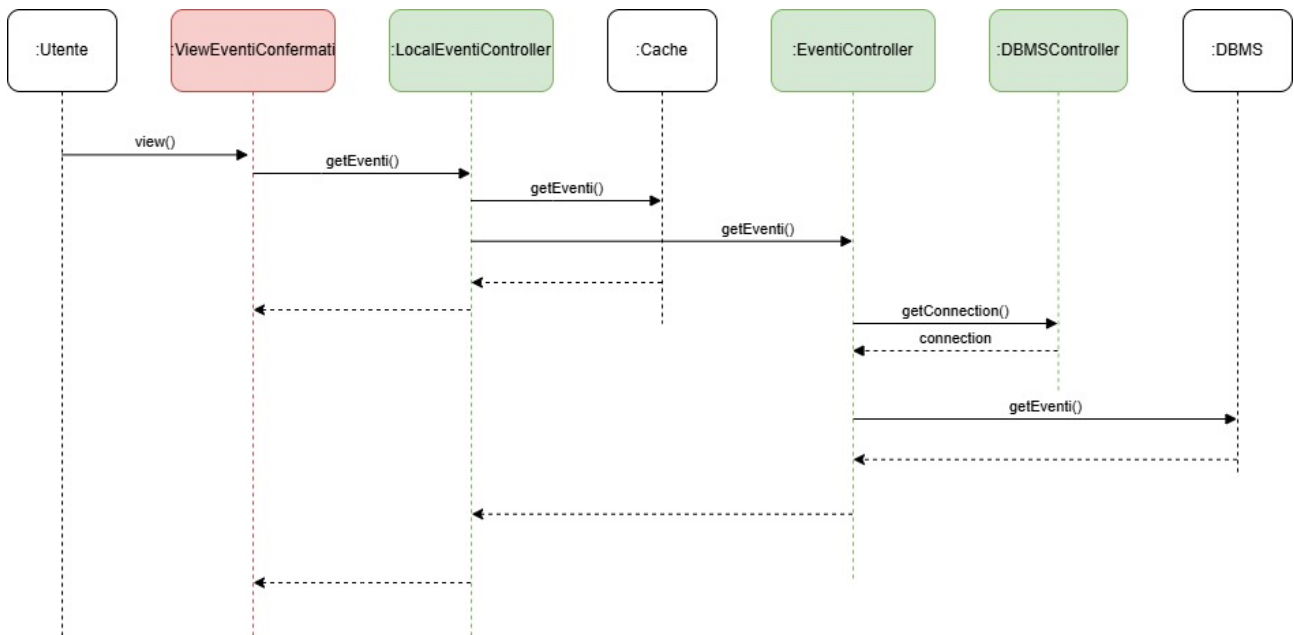 :Utente
:ViewEventiConfermati
:LocalEventiController
:Cache
:EventiController
:DBMSController
:DBMS
view()
getEventi()
getEventi()
getEventi()
getConnection()
connection
getEventi()